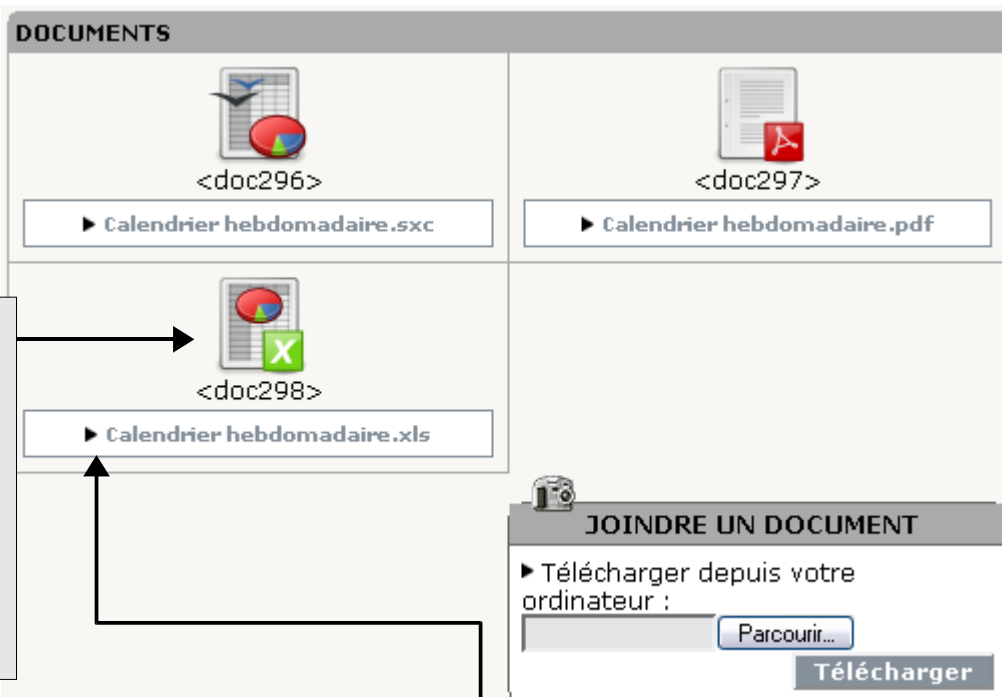 DOCUMENTS
<doc296>
Calendrier hebdomadaire.sxc
<doc297>
Calendrier hebdomadaire.pdf
X
<doc298>
Calendrier hebdomadaire.xls
JOINDRE UN DOCUMENT
Télécharger depuis votre
ordinateur :
Parcourir...
Télécharger